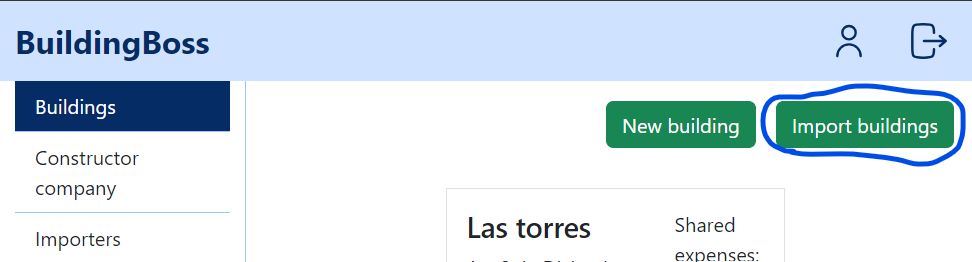 BuildingBoss
Buildings
Constructor
company
Importers
New building
Import buildings
Las torres
Shared
expenses: